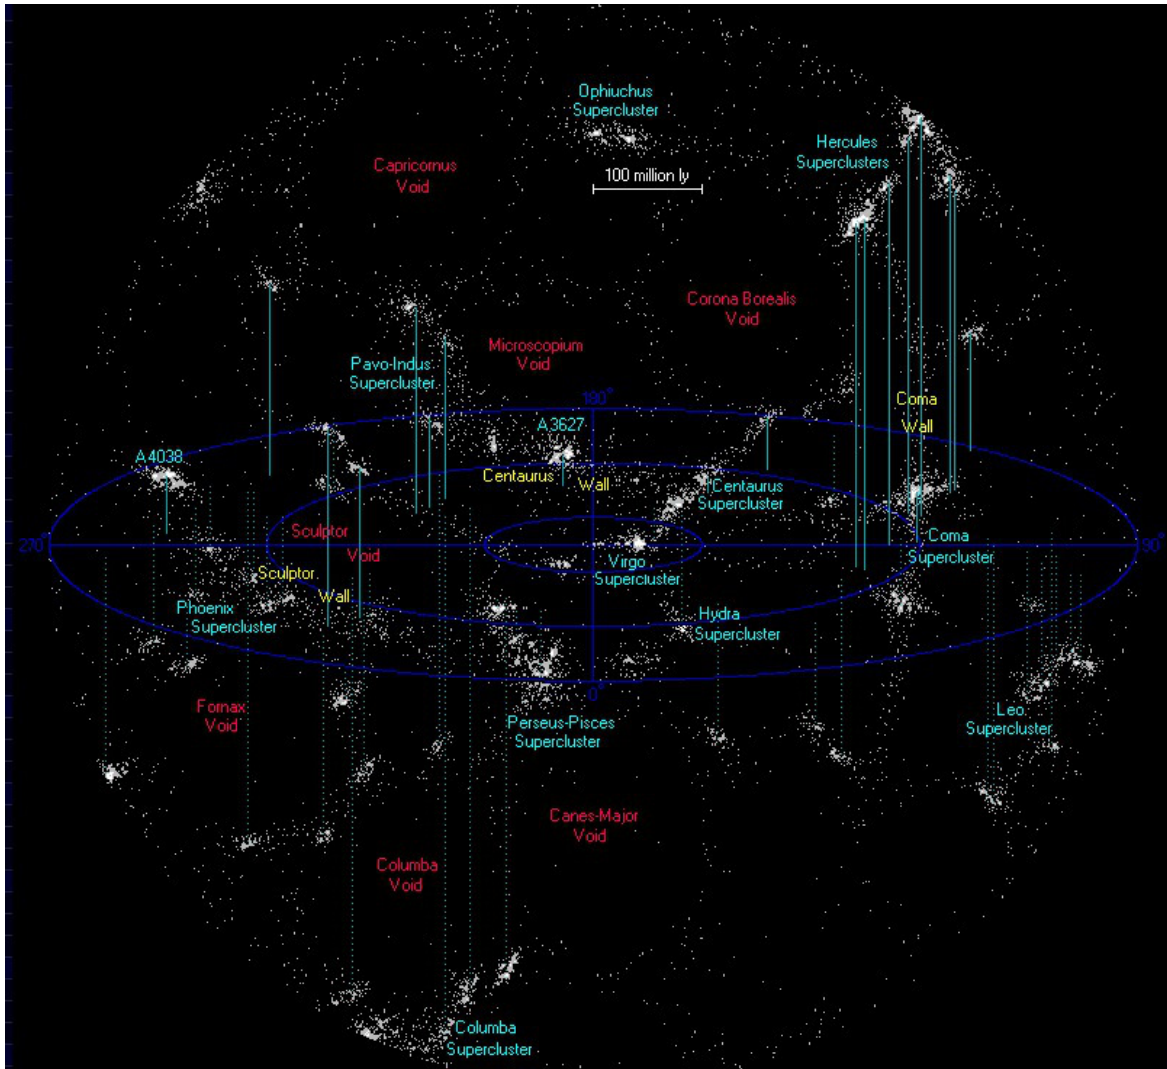 Ophiuchus
Supercluster
Hercules
Superclusters
Capricornus
Void
100 million ly
Corona Borealis
Void
Microscopium
Void
Pavo-Indus
Supercluster
180°
Coma
Wall
A3627
A4038
Centaurus
Wall
Centaurus
Supercluster
Sculptor
Void
270°
Virgo
Supercluster
Coma
Supercluster
90°
Sculptor
Wall
Phoenix
Supercluster
Hydra
Supercluster
0°
Fornax
Void
Perseus-Pisces
Supercluster
Leo
Supercluster
Canes-Major
Void
Columba
Void
Columba
Supercluster